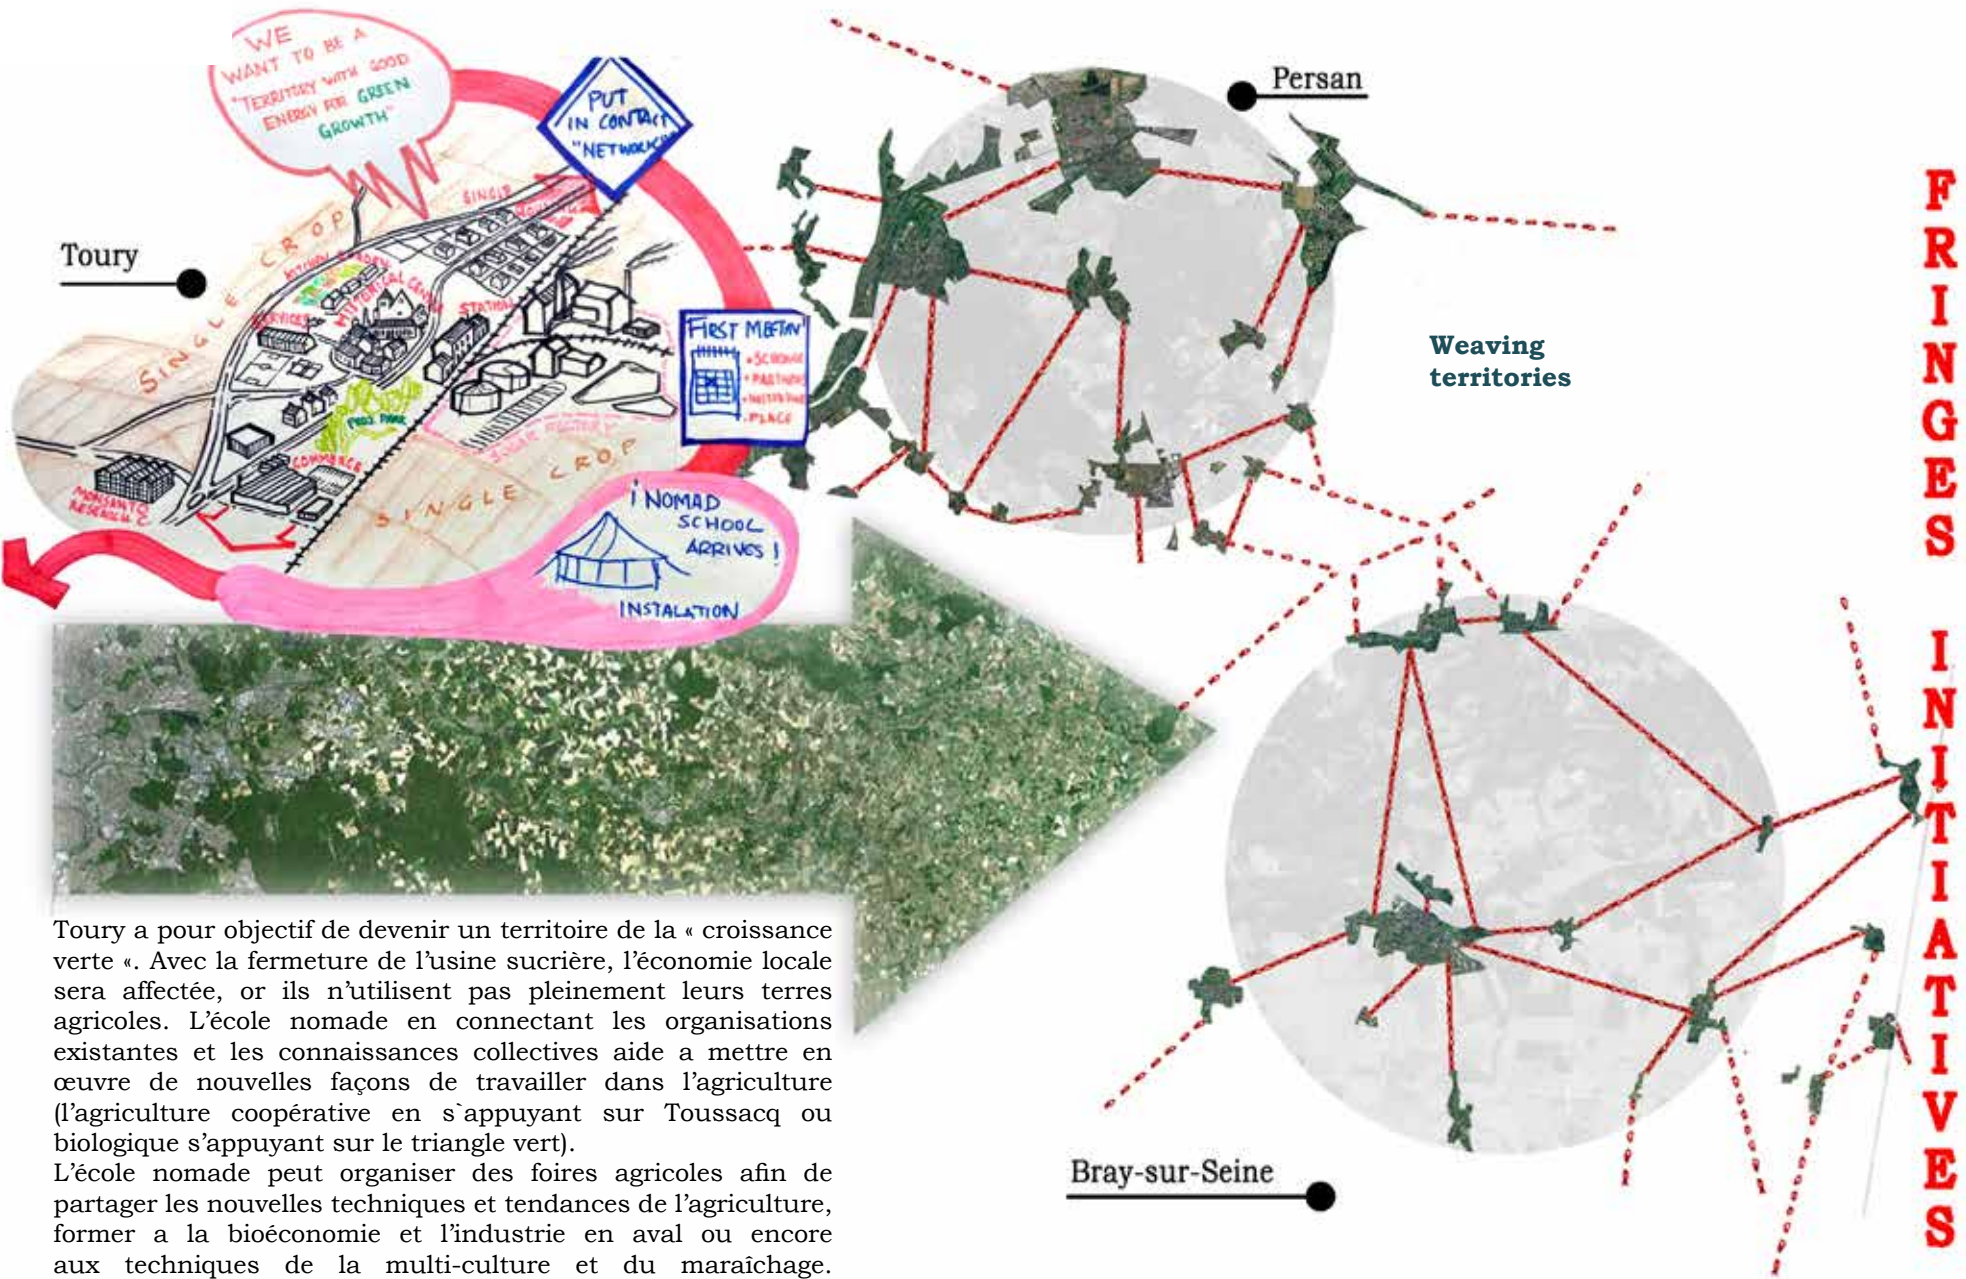 WE
WANT TO BE A
"TERRITORY WITH GOOD
ENERGY FOR GREEN
GROWTH"
PUT
IN CONTACT
"NETWORK"
Toury
SINGLE CROP
SINGLE
KITCHEN GARDEN
HISTORICAL CENTER
SERVICES
STATION
PROJ. PARK
COMMERCE
SUGAR FACTORY
SINGLE CROP
MONSANTO
RESEARCH C.
FIRST MEETIN'
• SCHEDULE
• PARTNERS
PLACE
¡ NOMAD
SCHOOL
ARRIVES !
INSTALATION
Persan
Weaving
territories
Bray-sur-Seine
FRINGES INITIATIVES
Toury a pour objectif de devenir un territoire de la « croissance
verte «. Avec la fermeture de l'usine sucrière, l'économie locale
sera affectée, or ils n'utilisent pas pleinement leurs terres
agricoles. L'école nomade en connectant les organisations
existantes et les connaissances collectives aide a mettre en
œuvre de nouvelles façons de travailler dans l'agriculture
(l'agriculture coopérative en s`appuyant sur Toussacq ou
biologique s'appuyant sur le triangle vert).
L'école nomade peut organiser des foires agricoles afin de
partager les nouvelles techniques et tendances de l'agriculture,
former a la bioéconomie et l'industrie en aval ou encore
aux techniques de la multi-culture et du maraîchage.